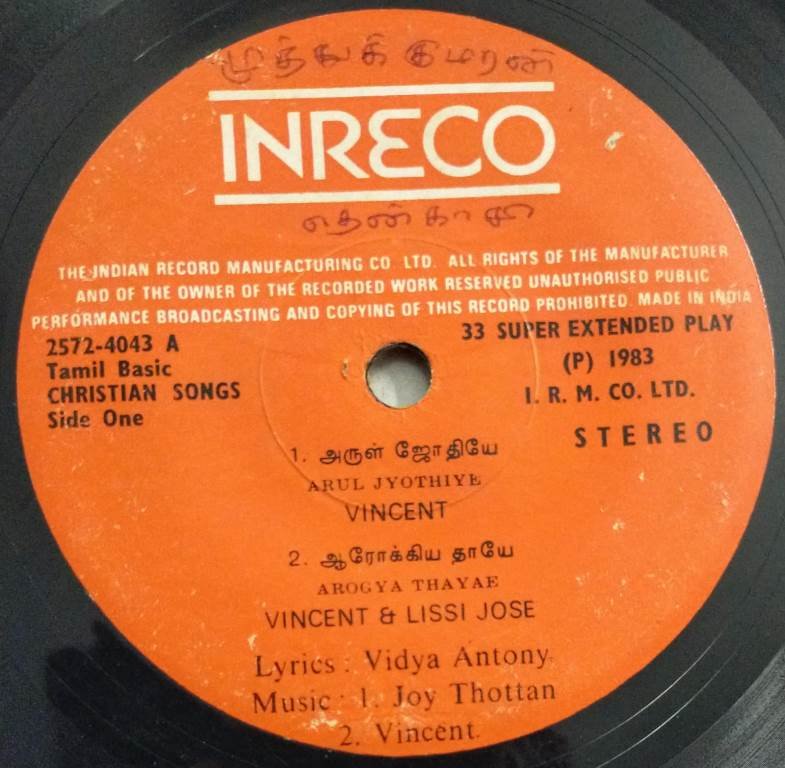 முத்துக்குமரன்
INRECO
தென்காசி
THE INDIAN RECORD MANUFACTURING CO. LTD. ALL RIGHTS OF THE MANUFACTURER
AND OF THE OWNER OF THE RECORDED WORK RESERVED UNAUTHORISED PUBLIC
PERFORMANCE BROADCASTING AND COPYING OF THIS RECORD PROHIBITED. MADE IN INDIA
2572-4043 A
Tamil Basic
CHRISTIAN SONGS
Side One
33 SUPER EXTENDED PLAY
(P) 1983
I. R. M. CO. LTD.
STEREO
1. அருள் ஜோதியே
ARUL JYOTHIYE
VINCENT
2. ஆரோக்கிய தாயே
AROGYA THAYAE
VINCENT & LISSI JOSE
Lyrics : Vidya Antony.
Music : 1. Joy Thottan
2. Vincent.